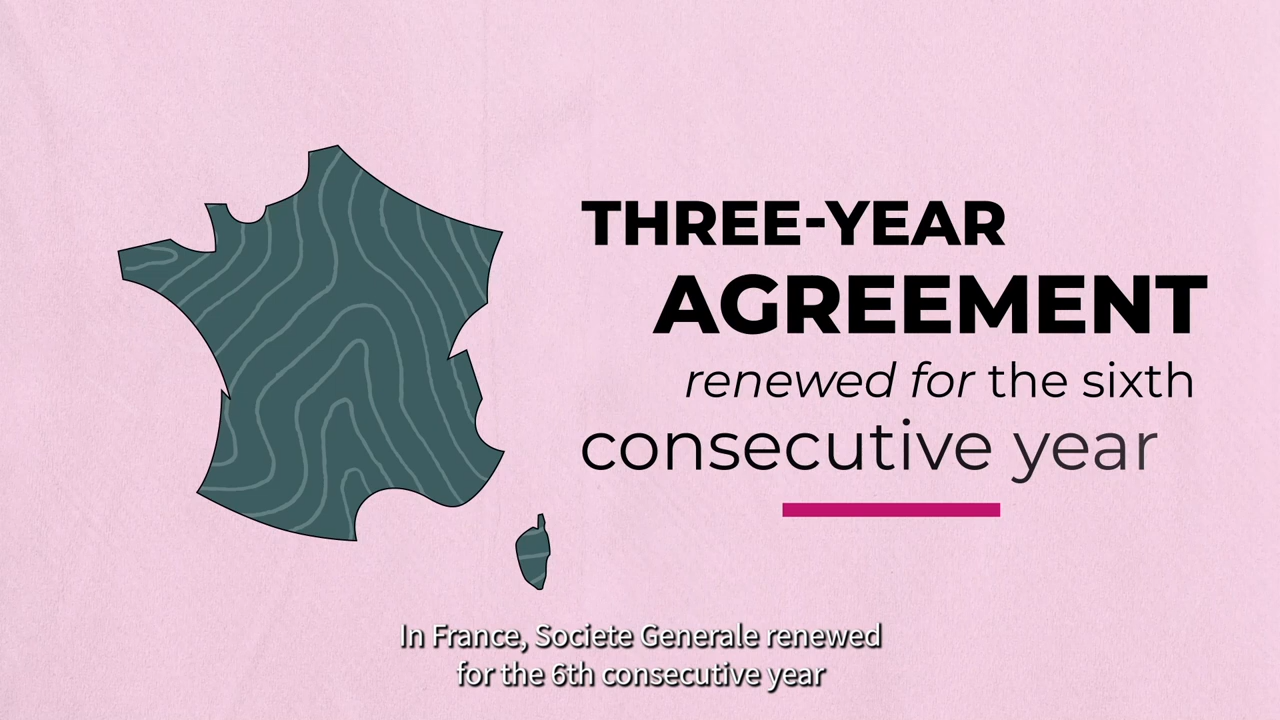 THREE-YEAR
AGREEMENT
renewed for the sixth
consecutive year
In France, Societe Generale renewed
for the 6th consecutive year